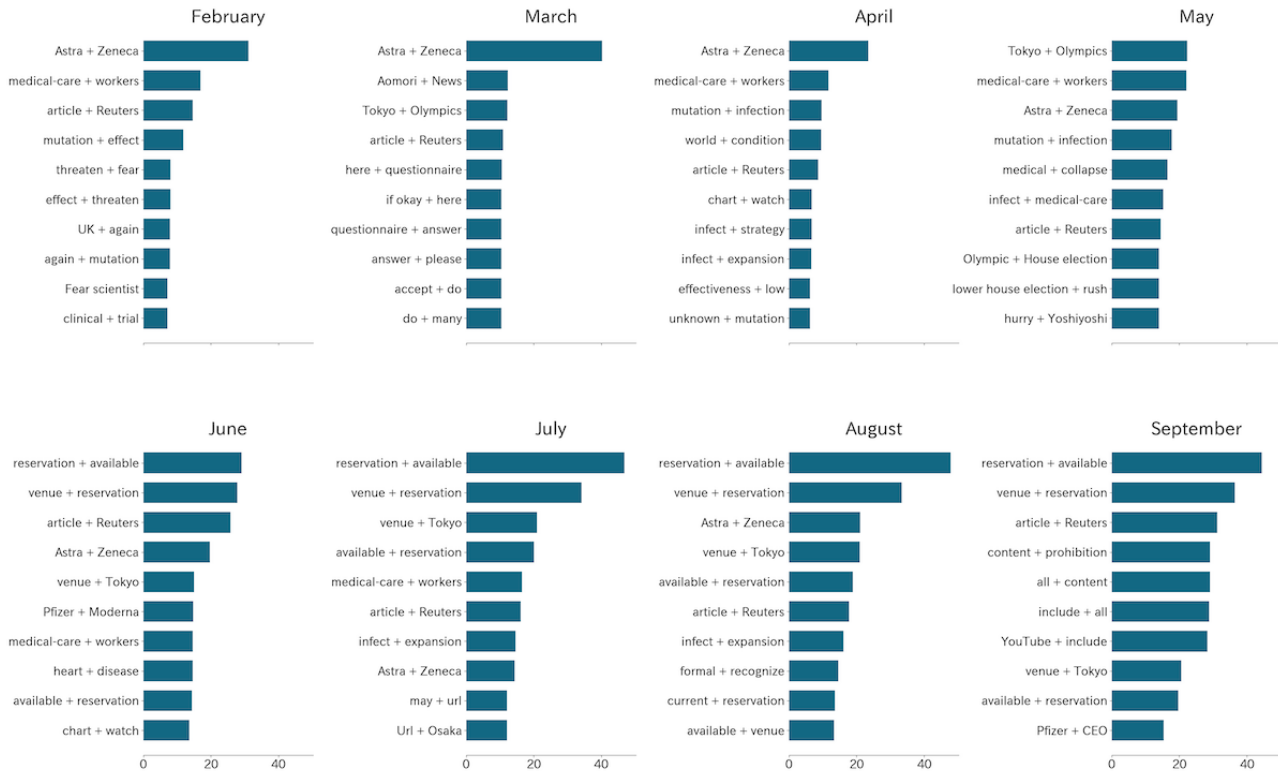 February
Astra + Zeneca
medical-care + workers
article + Reuters
mutation + effect
threaten + fear
effect + threaten
UK + again
again + mutation
Fear scientist
clinical + trial
March
Astra + Zeneca
Aomori + News
Tokyo + Olympics
article + Reuters
here + questionnaire
if okay + here
questionnaire + answer
answer + please
accept + do
do + many
April
Astra + Zeneca
medical-care + workers
mutation + infection
world + condition
article + Reuters
chart + watch
infect + strategy
infect + expansion
effectiveness + low
unknown + mutation
May
Tokyo + Olympics
medical-care + workers
Astra + Zeneca
mutation + infection
medical + collapse
infect + medical-care
article + Reuters
Olympic + House election
lower house election + rush
hurry + Yoshiyoshi
June
reservation + available
venue + reservation
article + Reuters
Astra + Zeneca
venue + Tokyo
Pfizer + Moderna
medical-care + workers
heart + disease
available + reservation
chart + watch
0 20 40
July
reservation + available
venue + reservation
venue + Tokyo
available + reservation
medical-care + workers
article + Reuters
infect + expansion
Astra + Zeneca
may + url
Url + Osaka
0 20 40
August
reservation + available
venue + reservation
Astra + Zeneca
venue + Tokyo
available + reservation
article + Reuters
infect + expansion
formal + recognize
current + reservation
available + venue
0 20 40
September
reservation + available
venue + reservation
article + Reuters
content + prohibition
all + content
include + all
YouTube + include
venue + Tokyo
available + reservation
Pfizer + CEO
0 20 40